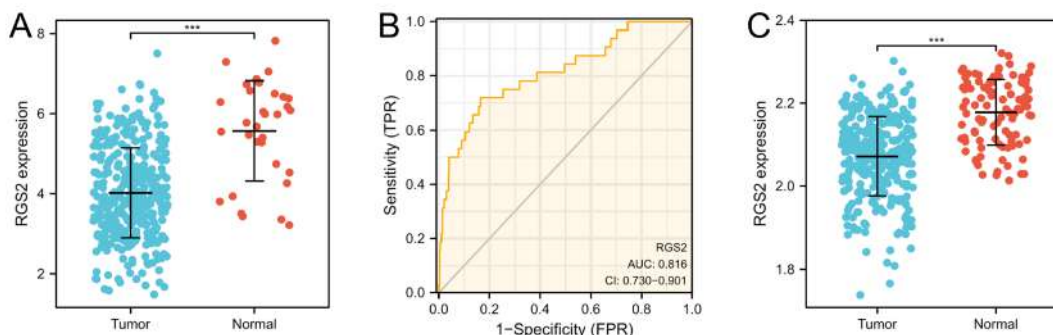 A
RGS2 expression
8
6
4
2
***
Tumor
Normal
B
Sensitivity (TPR)
1.0
0.8
0.6
0.4
0.2
0.0
RGS2
AUC: 0.816
CI: 0.730−0.901
0.0
0.2
0.4
0.6
0.8
1.0
1-Specificity (FPR)
C
RGS2 expression
2.4
2.2
2.0
1.8
***
Tumor
Normal